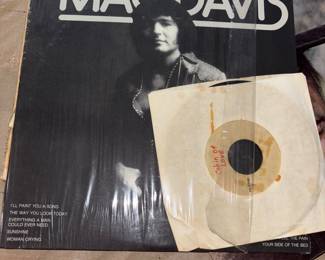 MAC DAVIS
I'LL PAINT YOU A SONG
THE WAY YOU LOOK TODAY
EVERYTHING A MAN
COULD EVER NEED
SUNSHINE
WOMAN CRYING
YOUR SIDE OF THE BED